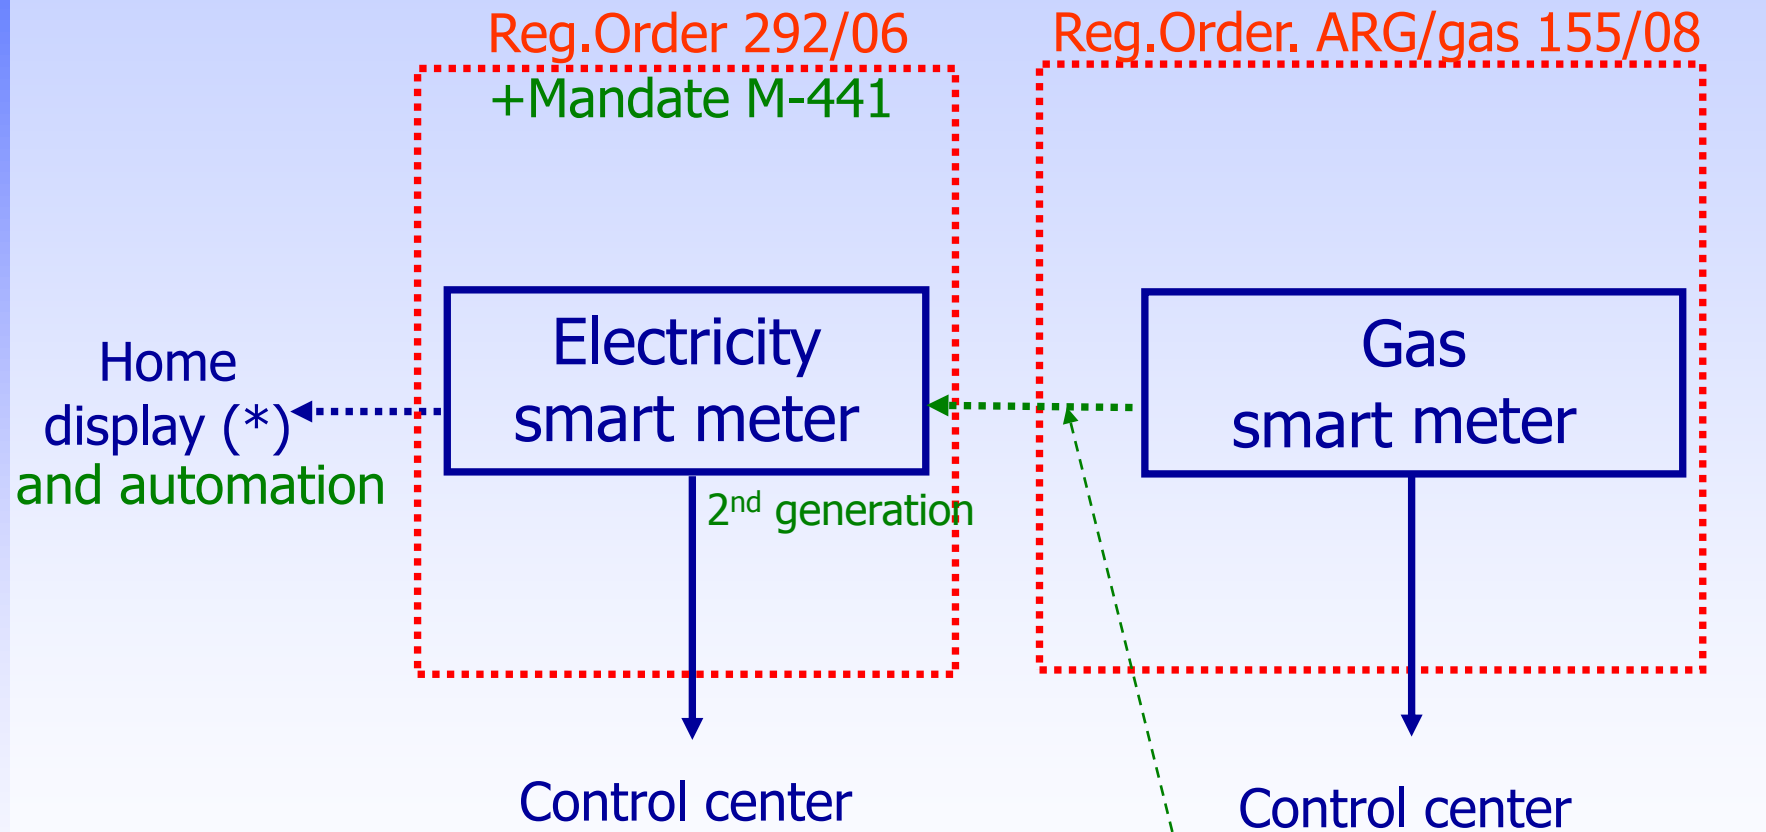 Reg.Order 292/06
+Mandate M-441
Reg.Order. ARG/gas 155/08
Home
display (*)
and automation
Electricity
smart meter
2nd generation
Gas
smart meter
Control center
Control center